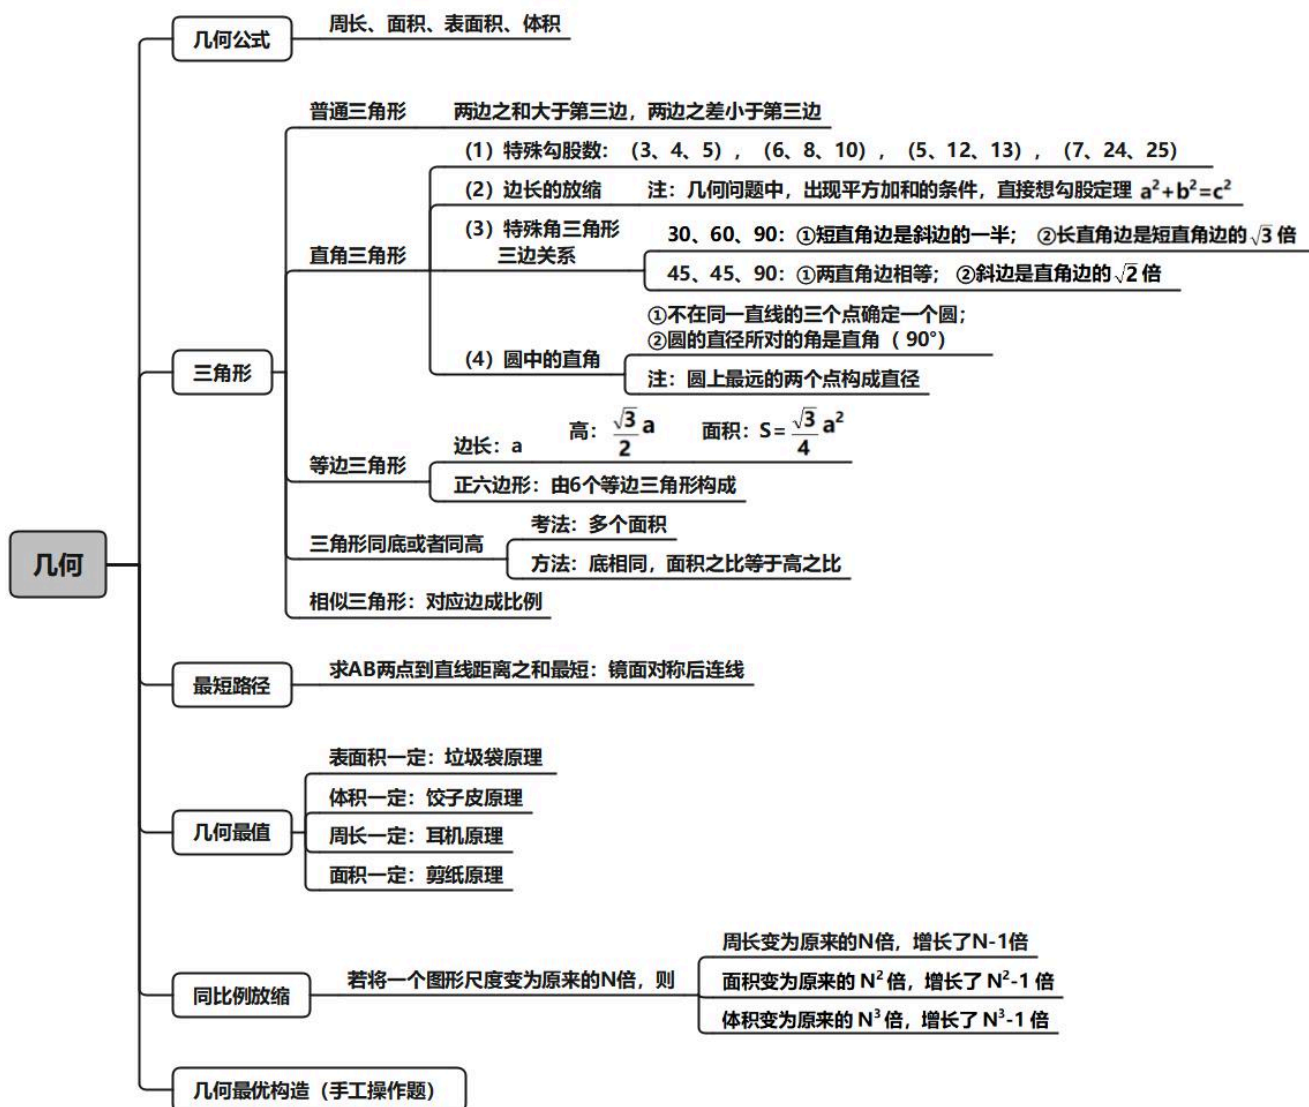 几何
几何公式
周长、面积、表面积、体积
三角形
普通三角形
两边之和大于第三边，两边之差小于第三边
直角三角形
（1）特殊勾股数：（3、4、5），（6、8、10），（5、12、13），（7、24、25）
（2）边长的放缩 注：几何问题中，出现平方加和的条件，直接想勾股定理 a²+b²=c²
（3）特殊角三角形
三边关系
30、60、90：①短直角边是斜边的一半； ②长直角边是短直角边的√3 倍
45、45、90：①两直角边相等； ②斜边是直角边的√2 倍
（4）圆中的直角
①不在同一直线的三个点确定一个圆；
②圆的直径所对的角是直角（ 90°）
注：圆上最远的两个点构成直径
等边三角形
边长：a 高：√3/2 a 面积：S=√3/4 a²
正六边形：由6个等边三角形构成
三角形同底或者同高
考法：多个面积
方法：底相同，面积之比等于高之比
相似三角形：对应边成比例
最短路径
求AB两点到直线距离之和最短：镜面对称后连线
几何最值
表面积一定：垃圾袋原理
体积一定：饺子皮原理
周长一定：耳机原理
面积一定：剪纸原理
同比例放缩
若将一个图形尺度变为原来的N倍，则
周长变为原来的N倍，增长了N-1倍
面积变为原来的 N² 倍，增长了 N²-1 倍
体积变为原来的 N³ 倍，增长了 N³-1 倍
几何最优构造（手工操作题）